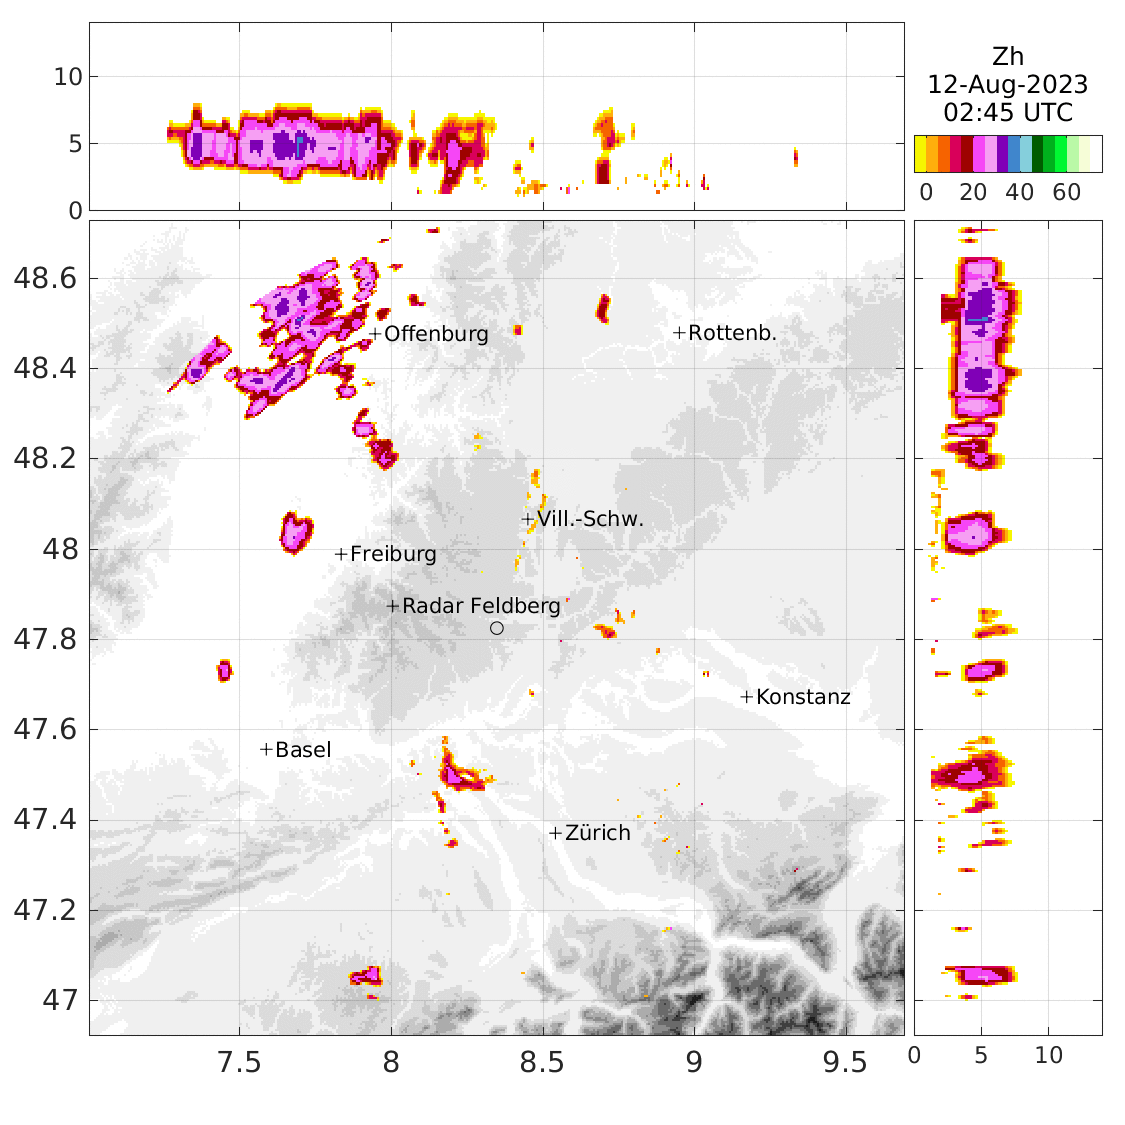 Zh
12-Aug-2023
02:45 UTC
0 20 40 60
10
5
0
48.6
48.4
48.2
48
47.8
47.6
47.4
47.2
47
Offenburg
Rottenb.
Vill.-Schw.
Freiburg
Radar Feldberg
Konstanz
Basel
Zürich
7.5 8 8.5 9 9.5
0 5 10